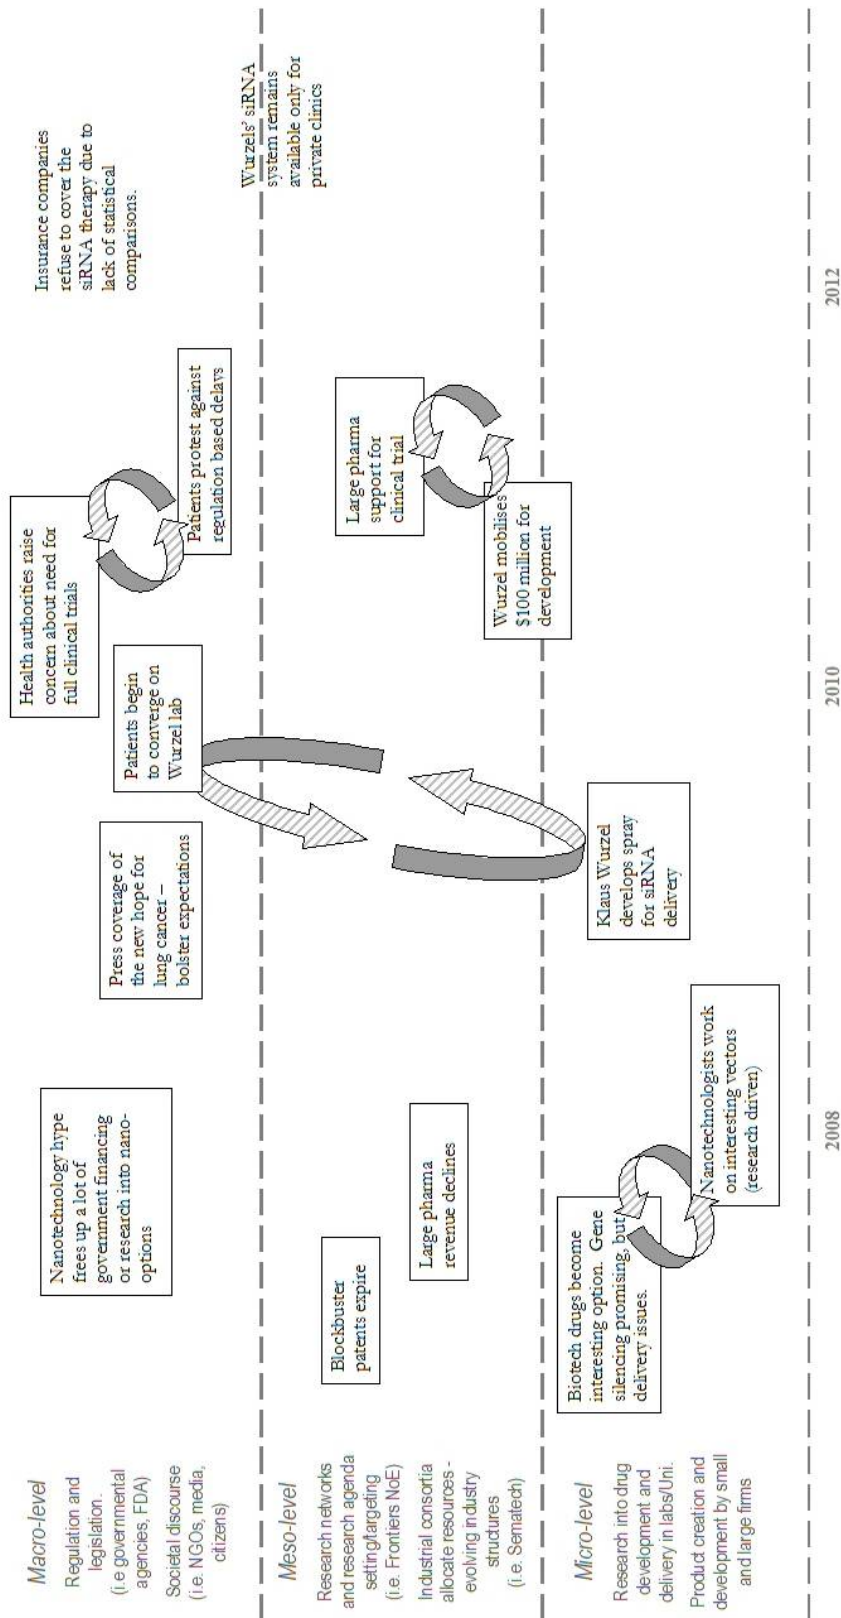 Macro-level
Regulation and
legislation.
(i.e governmental
agencies, FDA)
Societal discourse
(i.e. NGOs, media,
citizens)
Nanotechnology hype
frees up a lot of
government financing
or research into nano-
options
Press coverage of
the new hope for
lung cancer –
bolster expectations
Patients begin
to converge on
Wurzel lab
Health authorities raise
concern about need for
full clinical trials
Patients protest against
regulation based delays
Insurance companies
refuse to cover the
siRNA therapy due to
lack of statistical
comparisons.
Wurzels' siRNA
system remains
available only for
private clinics
Meso-level
Research networks
and research agenda
setting/targeting
(i.e. Frontiers NoE)
Industrial consortia
allocate resources -
evolving industry
structures
(i.e. Sematech)
Blockbuster
patents expire
Large pharma
revenue declines
Large pharma
support for
clinical trial
Wurzel mobilises
$100 million for
development
Micro-level
Research into drug
development and
delivery in labs/Uni.
Product creation and
development by small
and large firms
Biotech drugs become
interesting option. Gene
silencing promising, but
delivery issues.
Nanotechnologists work
on interesting vectors
(research driven)
Klaus Wurzel
develops spray
for siRNA
delivery
2008
2010
2012